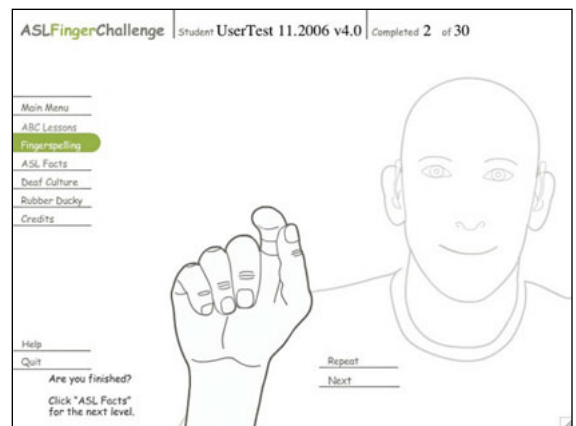 ASLFingerChallenge Student UserTest 11.2006 v4.0 Completed 2 of 30
Main Menu
ABC Lessons
Fingerspelling
ASL Facts
Deaf Culture
Rubber Ducky
Credits
Help
Quit
Are you finished?
Click "ASL Facts"
for the next level.
Repeat
Next